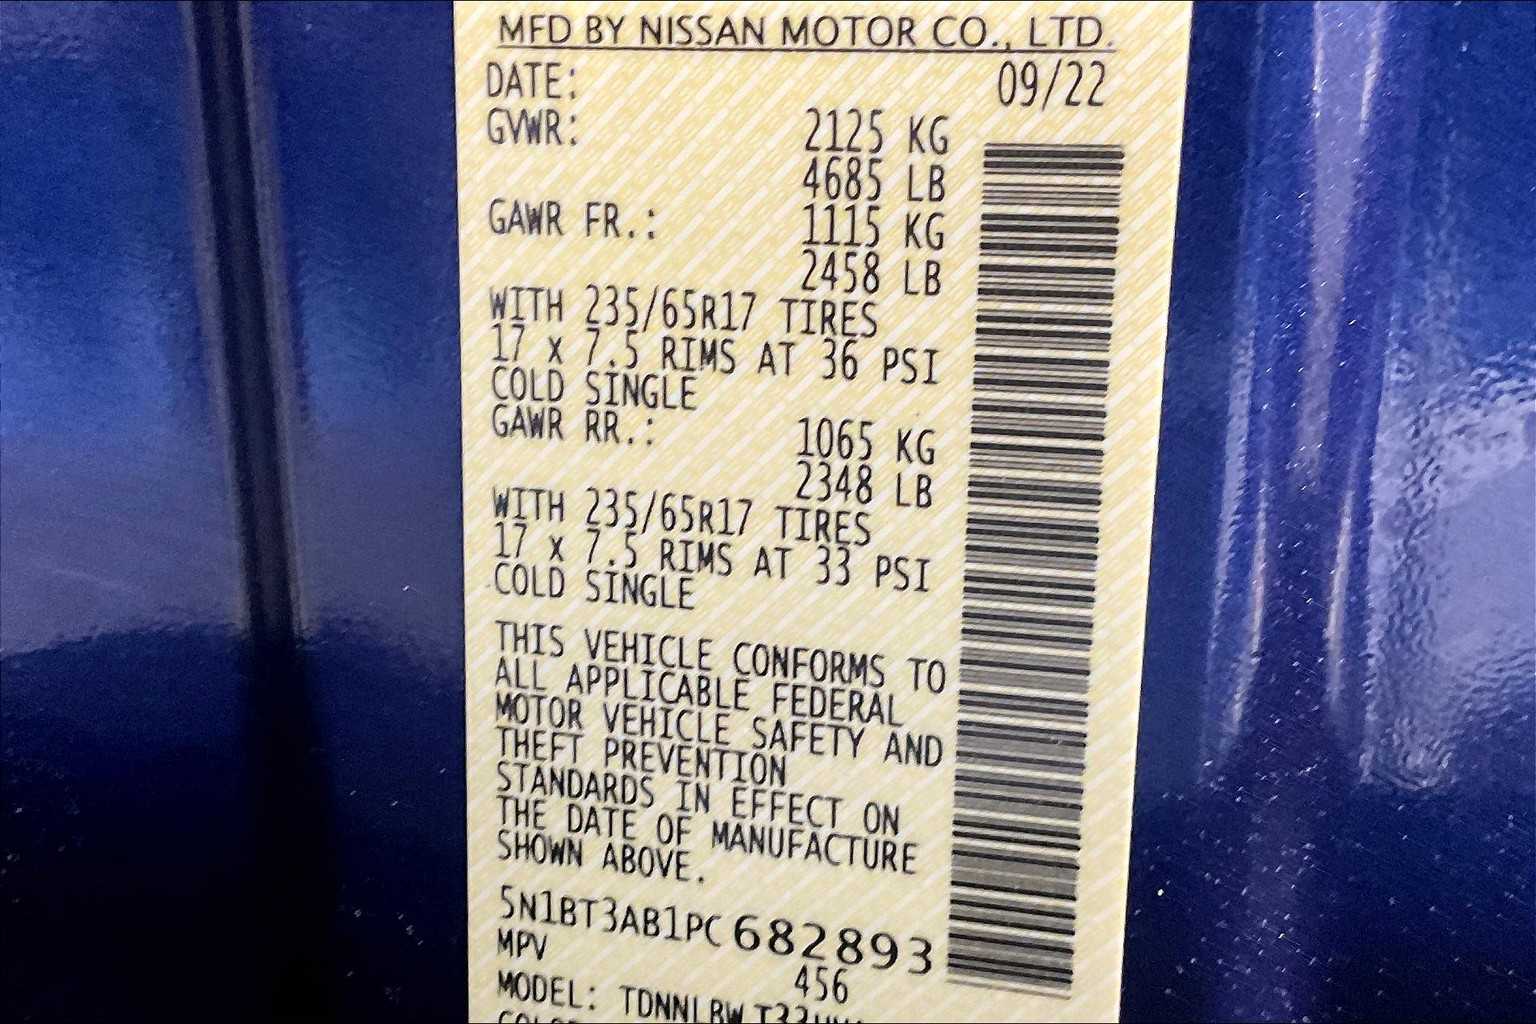 MFD BY NISSAN MOTOR CO., LTD.
DATE: 09/22
GVWR: 2125 KG
4685 LB
GAWR FR.: 1115 KG
2458 LB
WITH 235/65R17 TIRES
17 x 7.5 RIMS AT 36 PSI
COLD SINGLE
GAWR RR.: 1065 KG
2348 LB
WITH 235/65R17 TIRES
17 x 7.5 RIMS AT 33 PSI
COLD SINGLE
THIS VEHICLE CONFORMS TO
ALL APPLICABLE FEDERAL
MOTOR VEHICLE SAFETY AND
THEFT PREVENTION
STANDARDS IN EFFECT ON
THE DATE OF MANUFACTURE
SHOWN ABOVE.
5N1BT3AB1PC682893
MPV 456
MODEL: